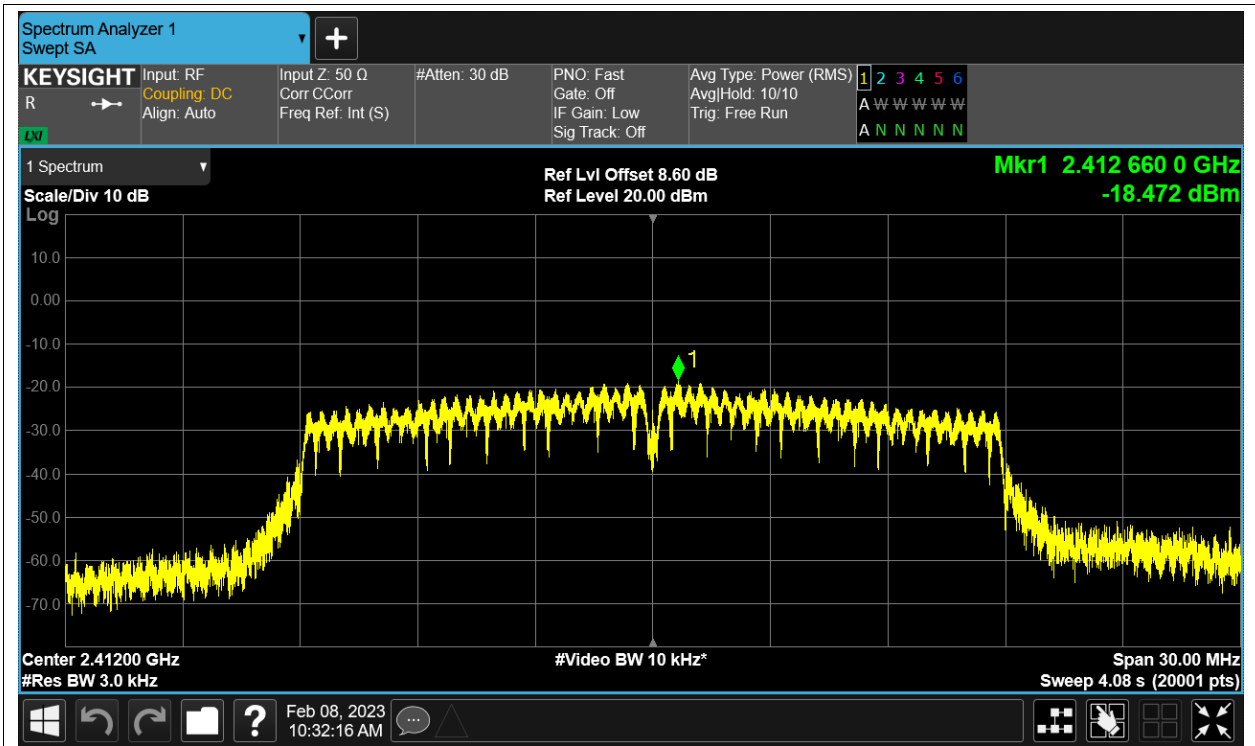 Spectrum Analyzer 1
Swept SA
KEYSIGHT
R
LXI
Input: RF
Coupling: DC
Align: Auto
Input Z: 50 Ω
Corr CCorr
Freq Ref: Int (S)
#Atten: 30 dB
PNO: Fast
Gate: Off
IF Gain: Low
Sig Track: Off
Avg Type: Power (RMS)
Avg|Hold: 10/10
Trig: Free Run
1 2 3 4 5 6
A W W W W W
A N N N N N
1 Spectrum
Scale/Div 10 dB
Log
Ref Lvl Offset 8.60 dB
Ref Level 20.00 dBm
Mkr1 2.412 660 0 GHz
-18.472 dBm
10.0
0.00
-10.0
1
-20.0
-30.0
-40.0
-50.0
-60.0
-70.0
Center 2.41200 GHz
#Res BW 3.0 kHz
#Video BW 10 kHz*
Span 30.00 MHz
Sweep 4.08 s (20001 pts)
?
Feb 08, 2023
10:32:16 AM